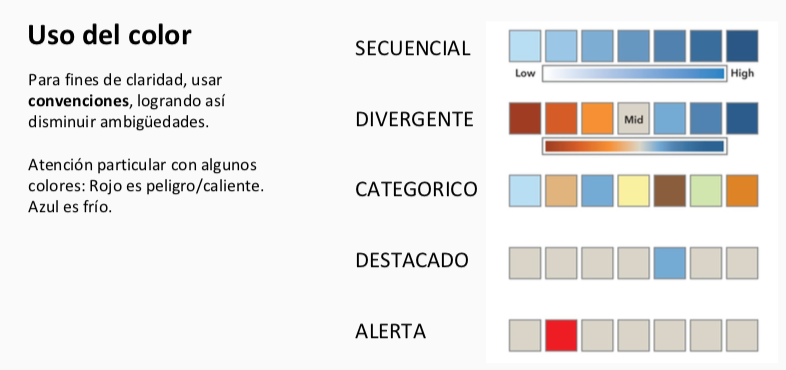 Uso del color
Para fines de claridad, usar
convenciones, logrando así
disminuir ambigüedades.
Atención particular con algunos
colores: Rojo es peligro/caliente.
Azul es frío.
SECUENCIAL
Low High
DIVERGENTE
Mid
CATEGORICO
DESTACADO
ALERTA